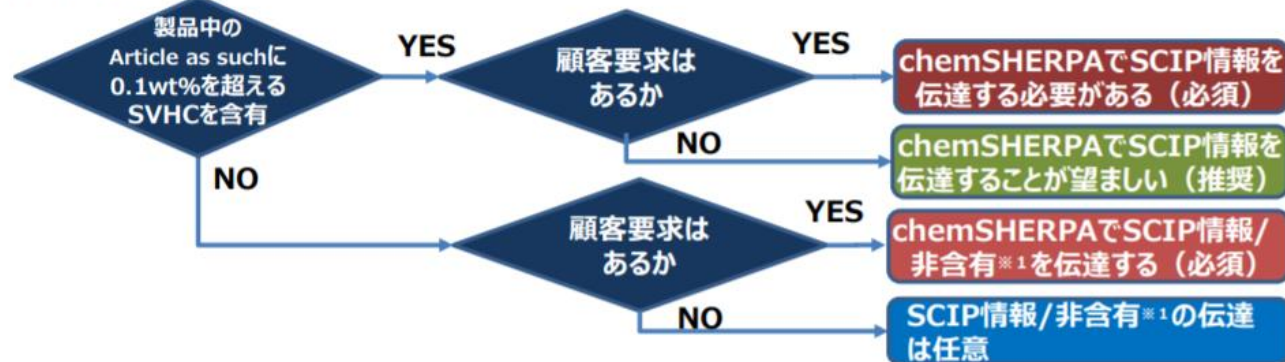 製品中の
Article as suchに
0.1wt%を超える
SVHCを含有
YES
顧客要求は
あるか
YES
chemSHERPAでSCIP情報を
伝達する必要がある（必須）
NO
chemSHERPAでSCIP情報を
伝達することが望ましい（推奨）
NO
顧客要求は
あるか
YES
chemSHERPAでSCIP情報/
非含有※1を伝達する（必須）
NO
SCIP情報/非含有※1の伝達
は任意